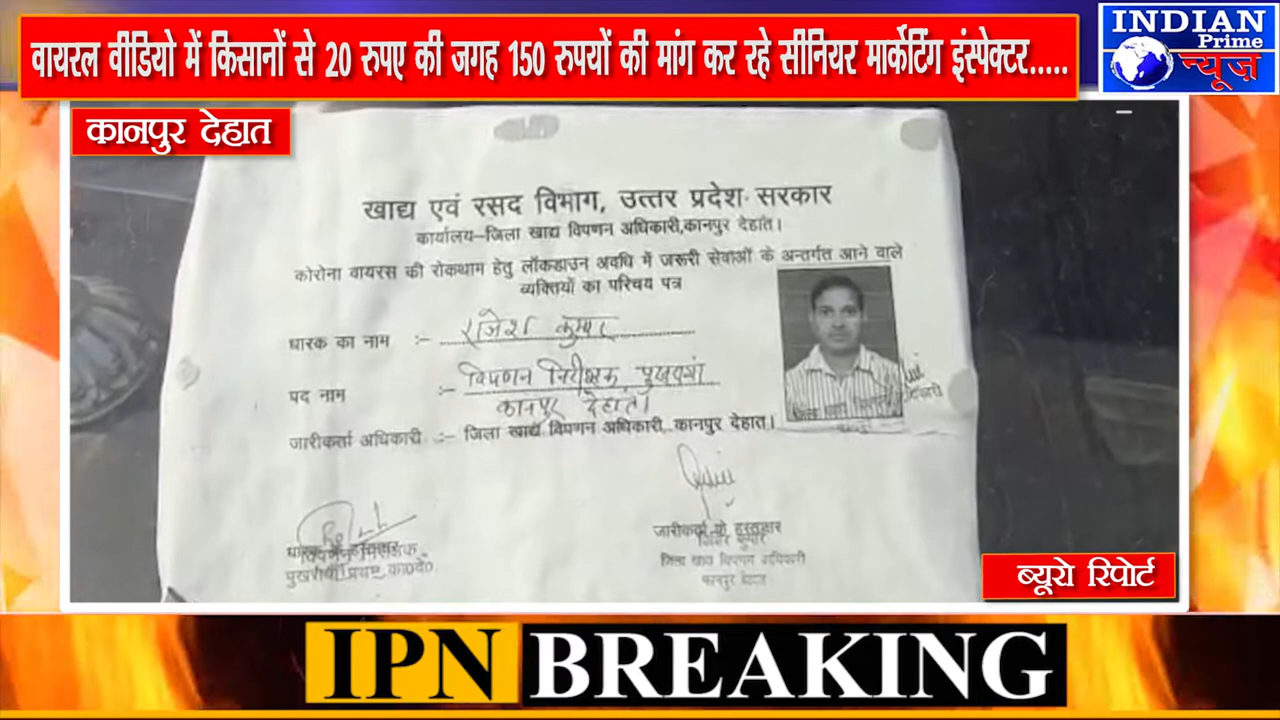 वायरल वीडियो में किसानों से 20 रुपए की जगह 150 रुपयों की मांग कर रहे सीनियर मार्केटिंग इंस्पेक्टर.....
INDIAN
Prime
न्यूज़
कानपुर देहात
खाद्य एवं रसद विभाग, उत्तर प्रदेश सरकार
कार्यालय-जिला खाद्य विपणन अधिकारी,कानपुर देहात।
कोरोना वायरस की रोकथाम हेतु लॉकडाउन अवधि में जरूरी सेवाओं के अन्तर्गत आने वाले
व्यक्तियों का परिचय पत्र
धारक का नाम :- राजेश कुमार
पद नाम :- विपणन निरीक्षक पुखरायां
कानपुर देहात।
जारीकर्ता अधिकारी :- जिला खाद्य विपणन अधिकारी, कानपुर देहात।
जारीकर्ता के हस्ताक्षर
जिला खाद्य विपणन अधिकारी
कानपुर देहात
ब्यूरो रिपोर्ट
IPN BREAKING